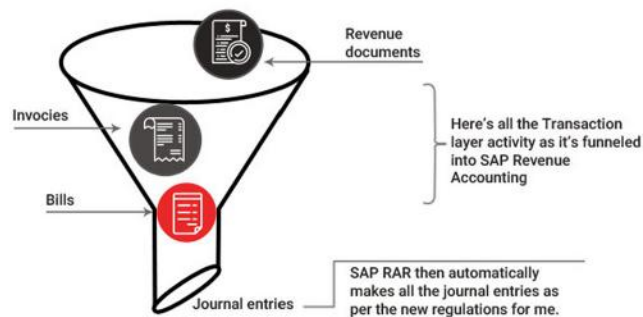 Revenue
documents
Invocies
Here's all the Transaction
layer activity as it's funneled
into SAP Revenue
Accounting
Bills
SAP RAR then automatically
makes all the journal entries as
per the new regulations for me.
Journal entries
$